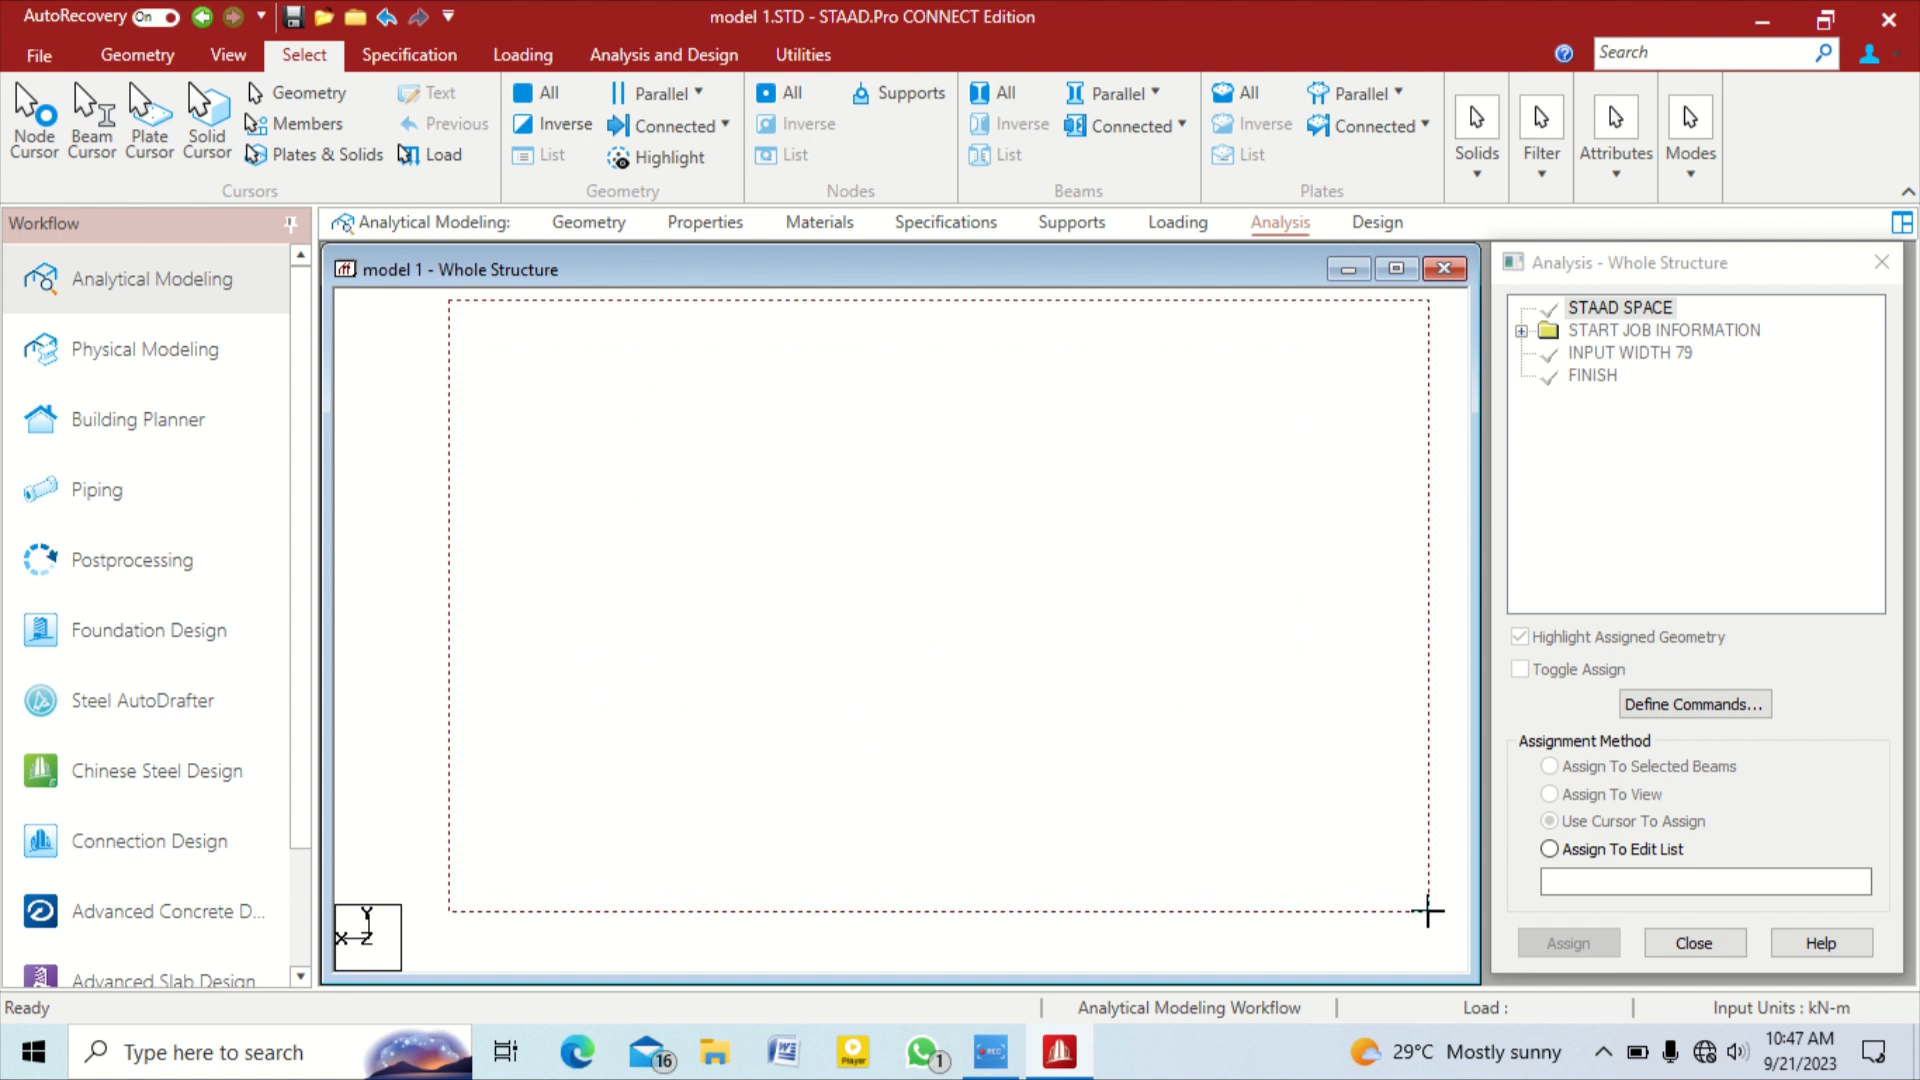 AutoRecovery On
model 1.STD - STAAD.Pro CONNECT Edition
File Geometry View Select Specification Loading Analysis and Design Utilities
Search
Node Cursor
Beam Cursor
Plate Cursor
Solid Cursor
Geometry
Members
Plates & Solids
Text
Previous
Load
Cursors
All
Inverse
List
Parallel
Connected
Highlight
Geometry
All
Inverse
List
Supports
Nodes
All
Inverse
List
Parallel
Connected
Beams
All
Inverse
List
Parallel
Connected
Plates
Solids
Filter
Attributes
Modes
Workflow
Analytical Modeling
Physical Modeling
Building Planner
Piping
Postprocessing
Foundation Design
Steel AutoDrafter
Chinese Steel Design
Connection Design
Advanced Concrete D...
Advanced Slab Design
Analytical Modeling: Geometry Properties Materials Specifications Supports Loading Analysis Design
model 1 - Whole Structure
Y
X Z
Analysis - Whole Structure
STAAD SPACE
START JOB INFORMATION
INPUT WIDTH 79
FINISH
Highlight Assigned Geometry
Toggle Assign
Define Commands...
Assignment Method
Assign To Selected Beams
Assign To View
Use Cursor To Assign
Assign To Edit List
Assign Close Help
Ready
Analytical Modeling Workflow
Load :
Input Units : kN-m
Type here to search
16
Player
1
REC
29°C Mostly sunny
10:47 AM
9/21/2023